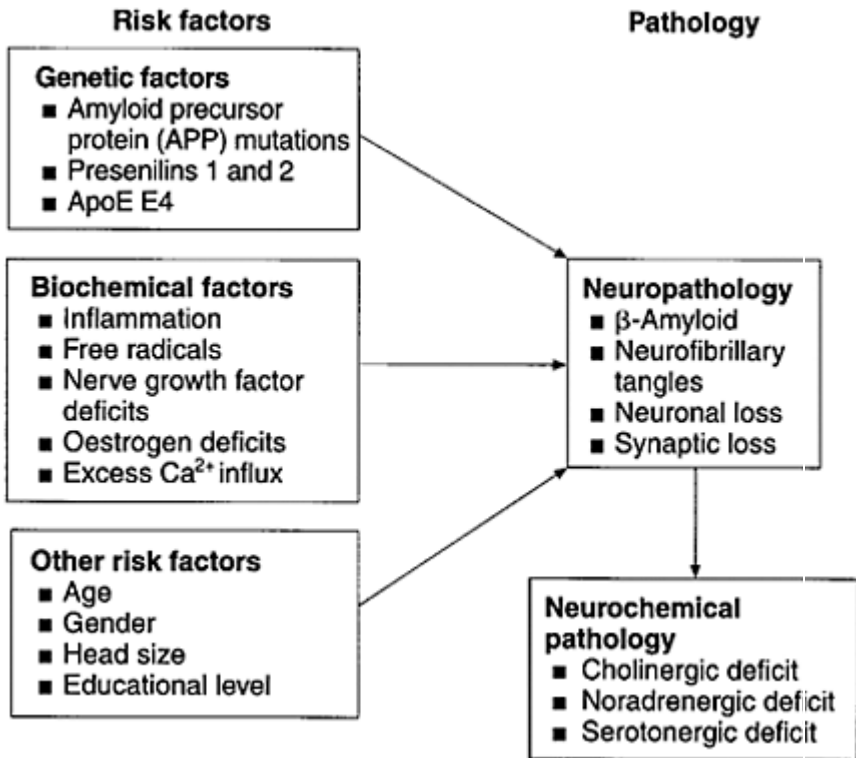 Risk factors
Pathology
Genetic factors
■ Amyloid precursor
protein (APP) mutations
■ Presenilins 1 and 2
■ ApoE E4
Biochemical factors
■ Inflammation
■ Free radicals
■ Nerve growth factor
deficits
■ Oestrogen deficits
■ Excess Ca²⁺ influx
Other risk factors
■ Age
■ Gender
■ Head size
■ Educational level
Neuropathology
■ β-Amyloid
■ Neurofibrillary
tangles
■ Neuronal loss
■ Synaptic loss
Neurochemical
pathology
■ Cholinergic deficit
■ Noradrenergic deficit
■ Serotonergic deficit